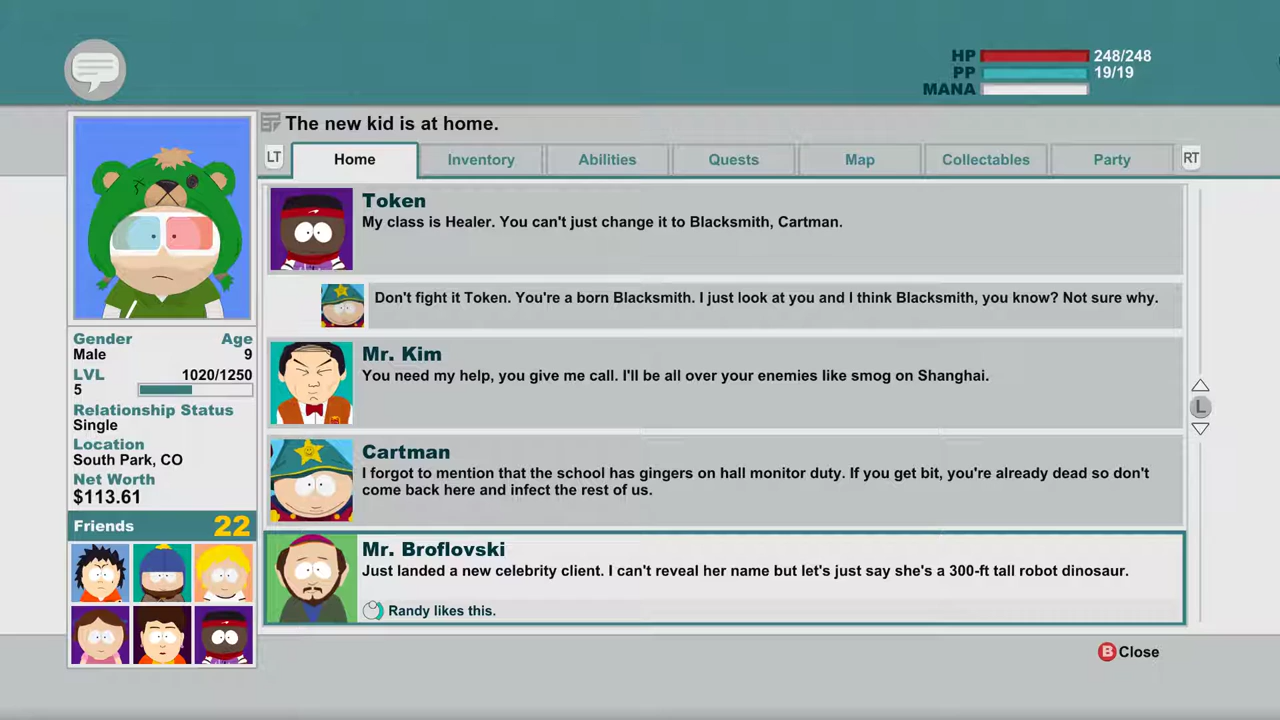 HP 248/248
PP 19/19
MANA
The new kid is at home.
LT Home Inventory Abilities Quests Map Collectables Party RT
Token
My class is Healer. You can't just change it to Blacksmith, Cartman.
Don't fight it Token. You're a born Blacksmith. I just look at you and I think Blacksmith, you know? Not sure why.
Mr. Kim
You need my help, you give me call. I'll be all over your enemies like smog on Shanghai.
Cartman
I forgot to mention that the school has gingers on hall monitor duty. If you get bit, you're already dead so don't
come back here and infect the rest of us.
Mr. Broflovski
Just landed a new celebrity client. I can't reveal her name but let's just say she's a 300-ft tall robot dinosaur.
Randy likes this.
Gender Age
Male 9
LVL 1020/1250
5
Relationship Status
Single
Location
South Park, CO
Net Worth
$113.61
Friends 22
L
B Close